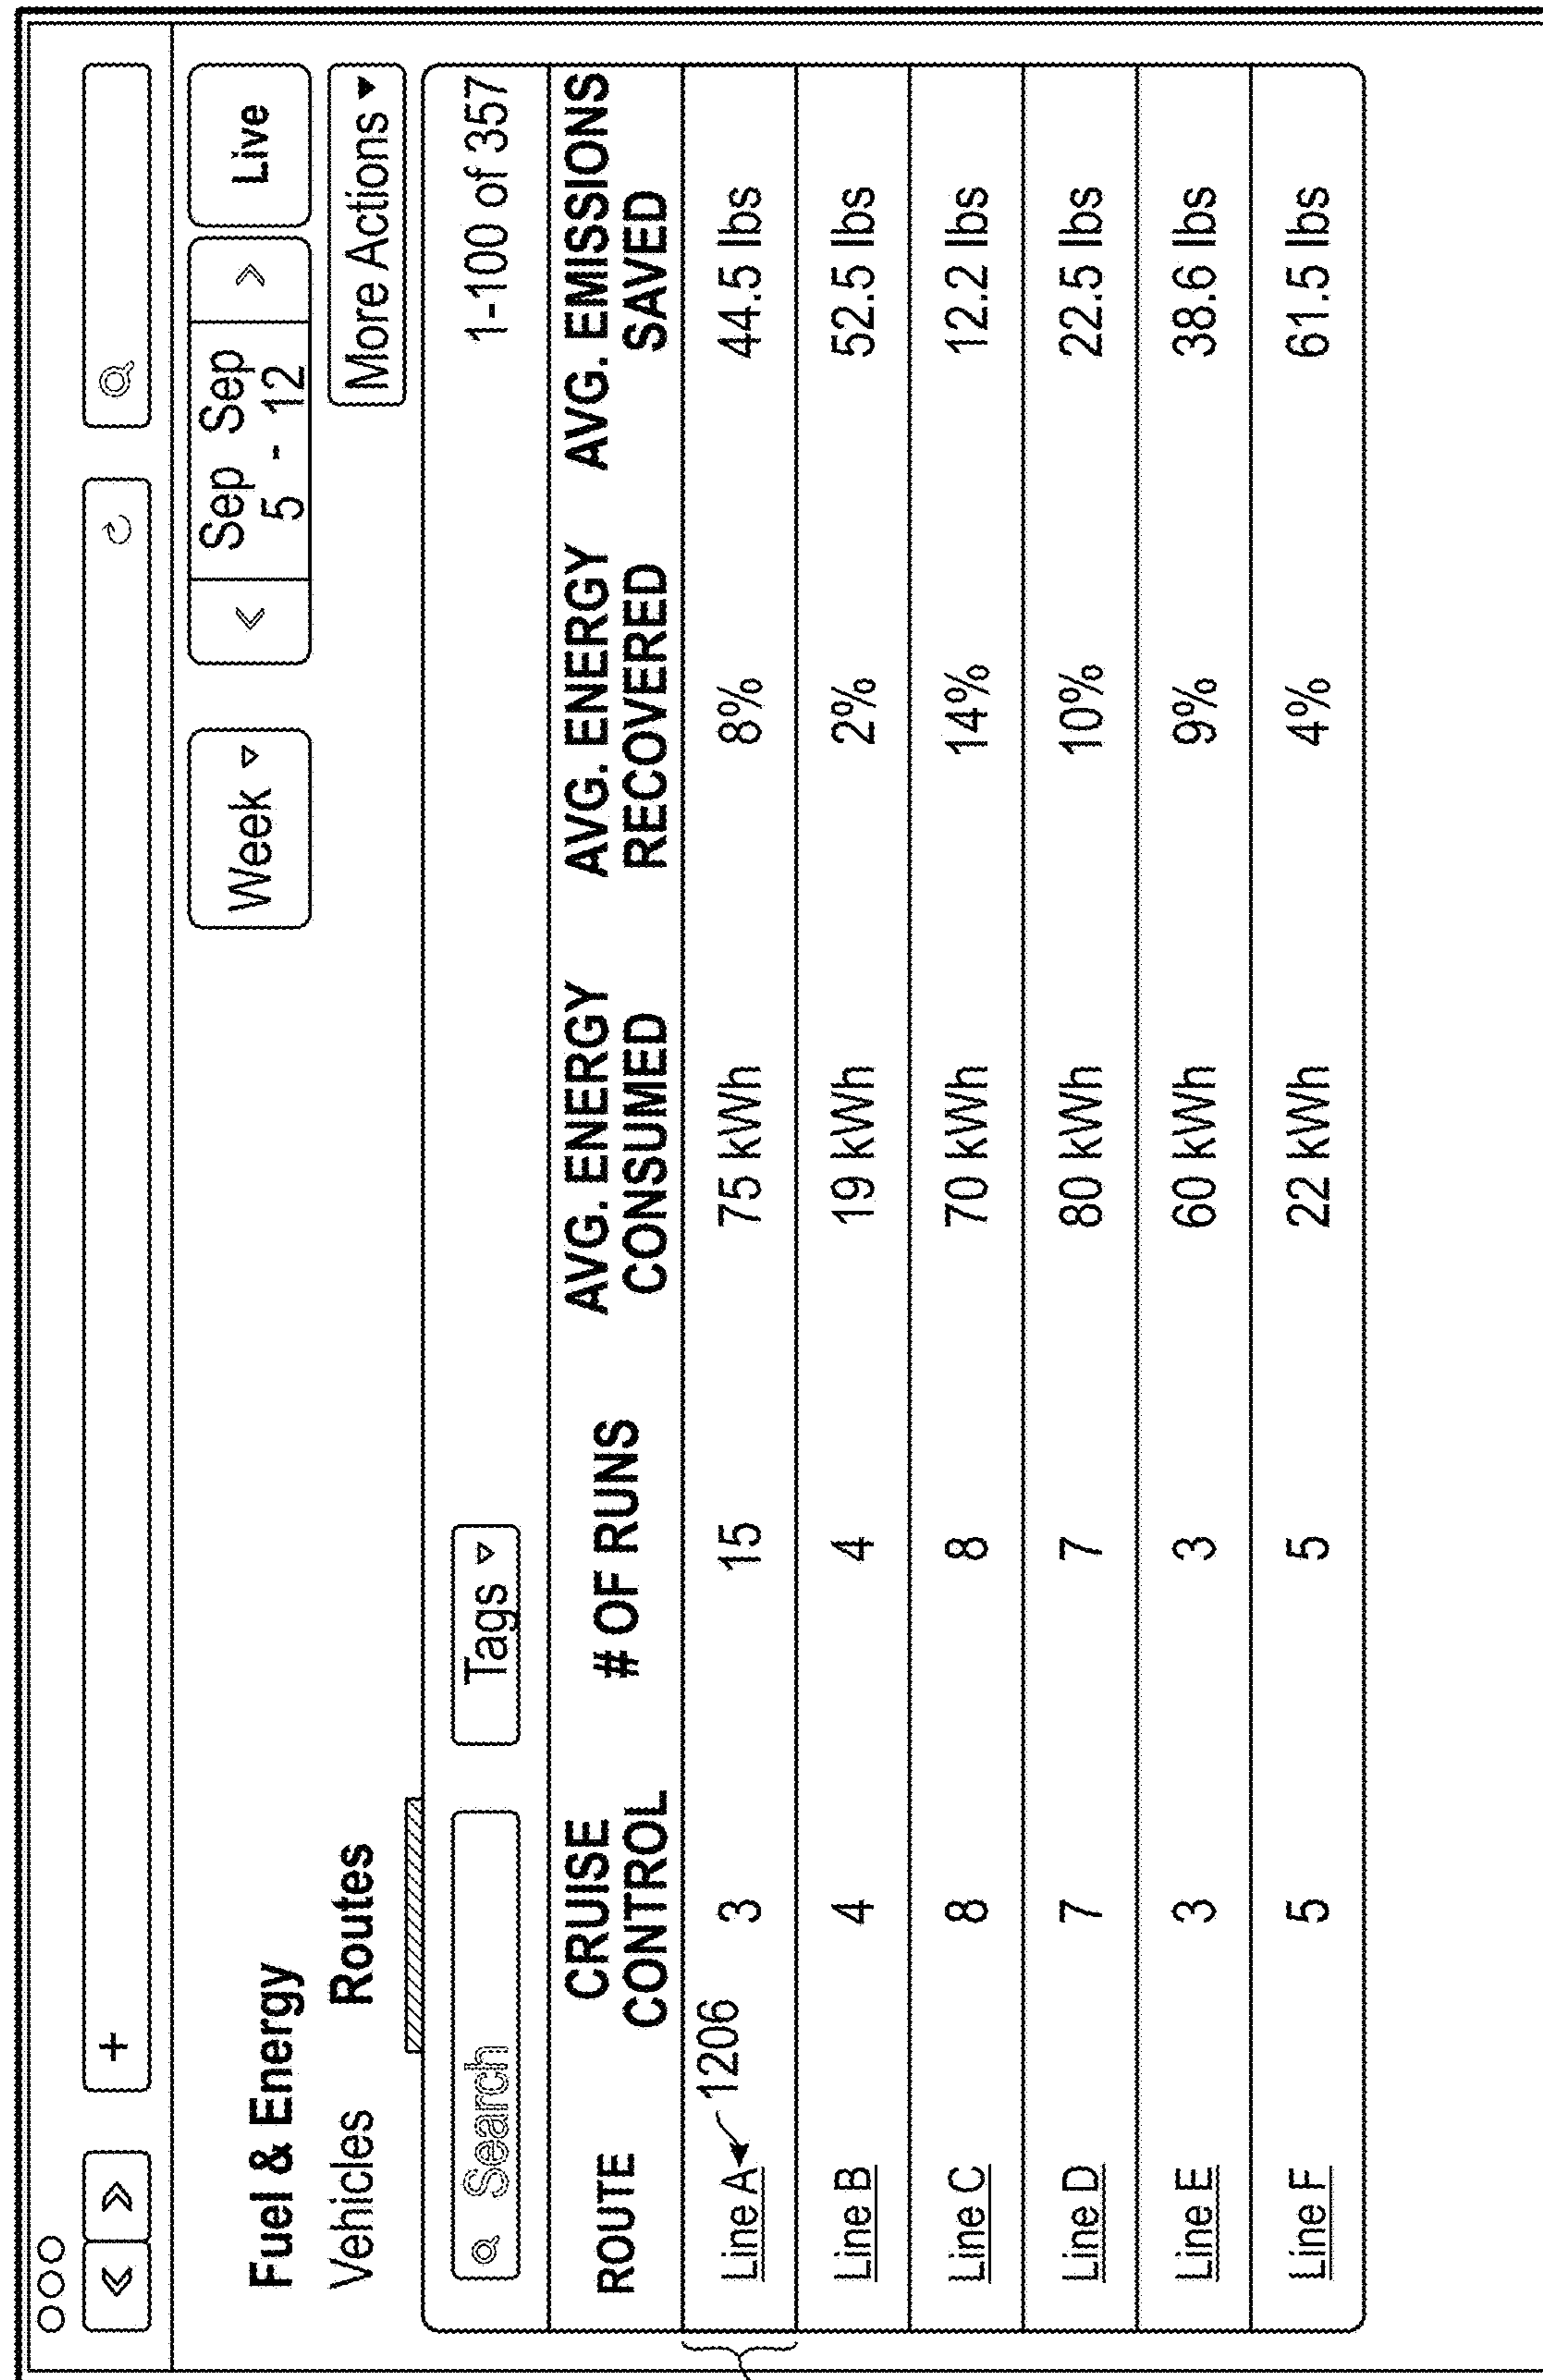 +
Fuel & Energy
Week
Sep Sep
5 - 12
Live
Vehicles Routes
More Actions
Search Tags 1-100 of 357
ROUTE CRUISE CONTROL # OF RUNS AVG. ENERGY CONSUMED AVG. ENERGY RECOVERED AVG. EMISSIONS SAVED
Line A 1206 3 15 75 kWh 8% 44.5 lbs
Line B 4 4 19 kWh 2% 52.5 lbs
Line C 8 8 70 kWh 14% 12.2 lbs
Line D 7 7 80 kWh 10% 22.5 lbs
Line E 3 3 60 kWh 9% 38.6 lbs
Line F 5 5 22 kWh 4% 61.5 lbs